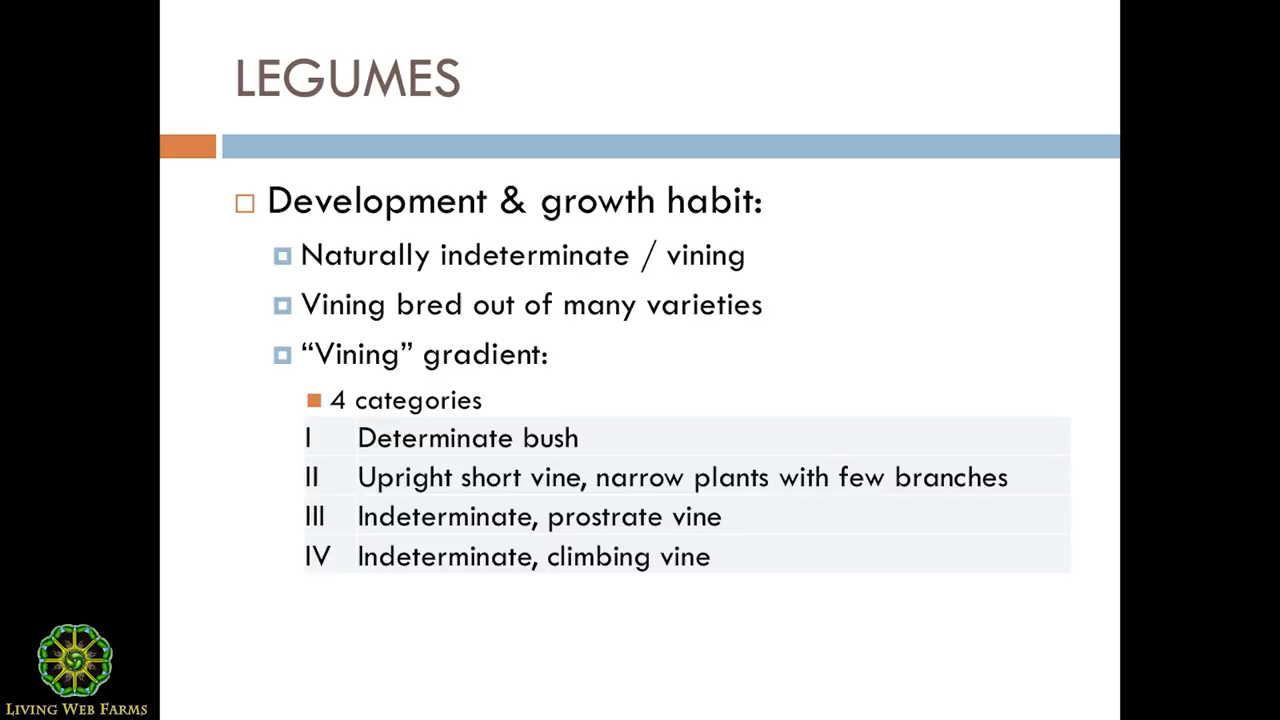 LEGUMES
Development & growth habit:
Naturally indeterminate / vining
Vining bred out of many varieties
“Vining” gradient:
4 categories
I Determinate bush
II Upright short vine, narrow plants with few branches
III Indeterminate, prostrate vine
IV Indeterminate, climbing vine
LIVING WEB FARMS